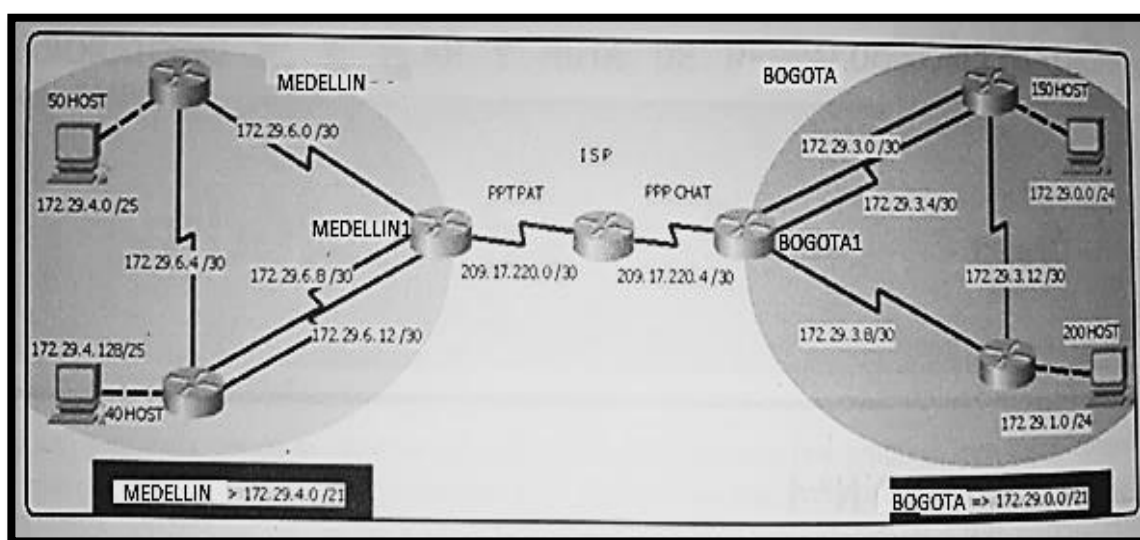 MEDELLIN - -
BOGOTA
50 HOST
150 HOST
172.29.6.0 /30
172.29.3.0 /30
I S P
PPT PAT
PPP CHAT
172.29.4.0 /25
172.29.0.0 /24
172.29.3.4/30
MEDELLIN1
BOGOTA1
172.29.6.4 /30
172.29.6.8 /30
209.17.220.0 /30
209.17.220.4 /30
172.29.3.12 /30
172.29.6.12 /30
172.29.3.8/30
172.29.4.128/25
200 HOST
40 HOST
172.29.1.0 /24
MEDELLIN > 172.29.4.0 /21
BOGOTA => 172.29.0.0 /21